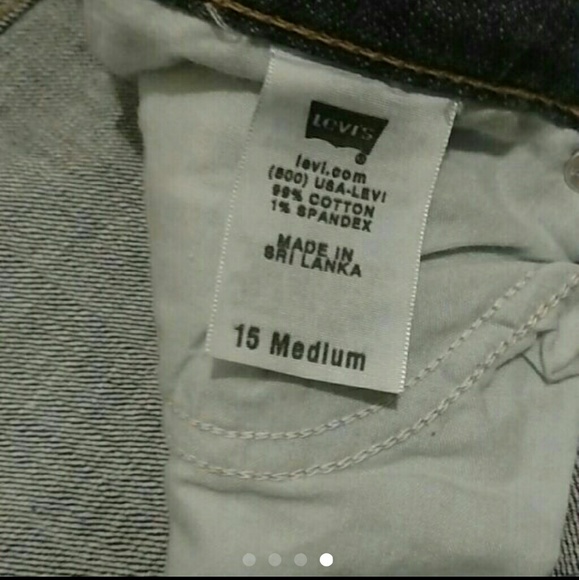 Levi's
®
levi.com
(800) USA-LEVI
99% COTTON
1% SPANDEX
MADE IN
SRI LANKA
15 Medium